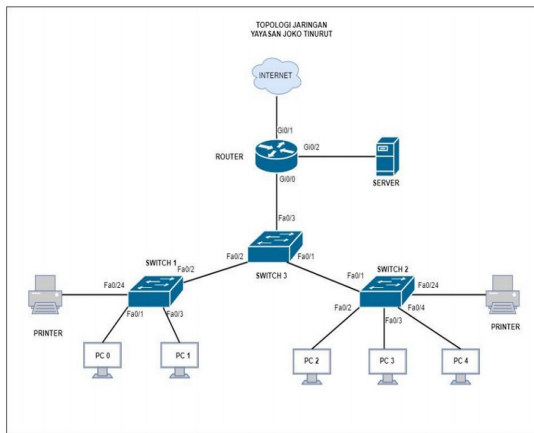 TOPOLOGI JARINGAN
YAYASAN JOKO TINURUT
INTERNET
Gi0/1
Gi0/2
ROUTER
Gi0/0
SERVER
Fa0/3
SWITCH 1
Fa0/2
Fa0/2
Fa0/1
SWITCH 3
SWITCH 2
Fa0/1
Fa0/24
Fa0/24
Fa0/1
Fa0/3
Fa0/2
Fa0/4
Fa0/3
PRINTER
PRINTER
PC 0
PC 1
PC 2
PC 3
PC 4